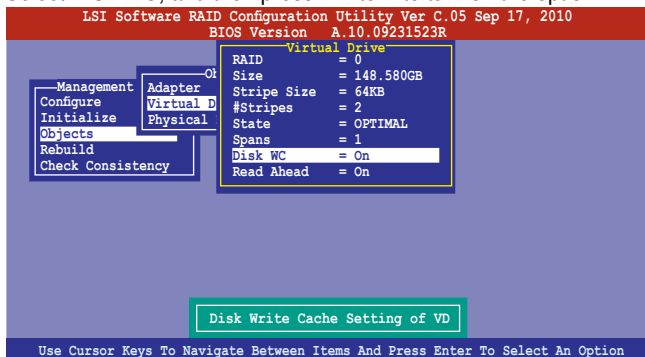 LSI Software RAID Configuration Utility Ver C.05 Sep 17, 2010
BIOS Version A.10.09231523R
Management
Configure
Initialize
Objects
Rebuild
Check Consistency
Adapter
Virtual D
Physical
Virtual Drive
RAID = 0
Size = 148.580GB
Stripe Size = 64KB
#Stripes = 2
State = OPTIMAL
Spans = 1
Disk WC = On
Read Ahead = On
Disk Write Cache Setting of VD
Use Cursor Keys To Navigate Between Items And Press Enter To Select An Option